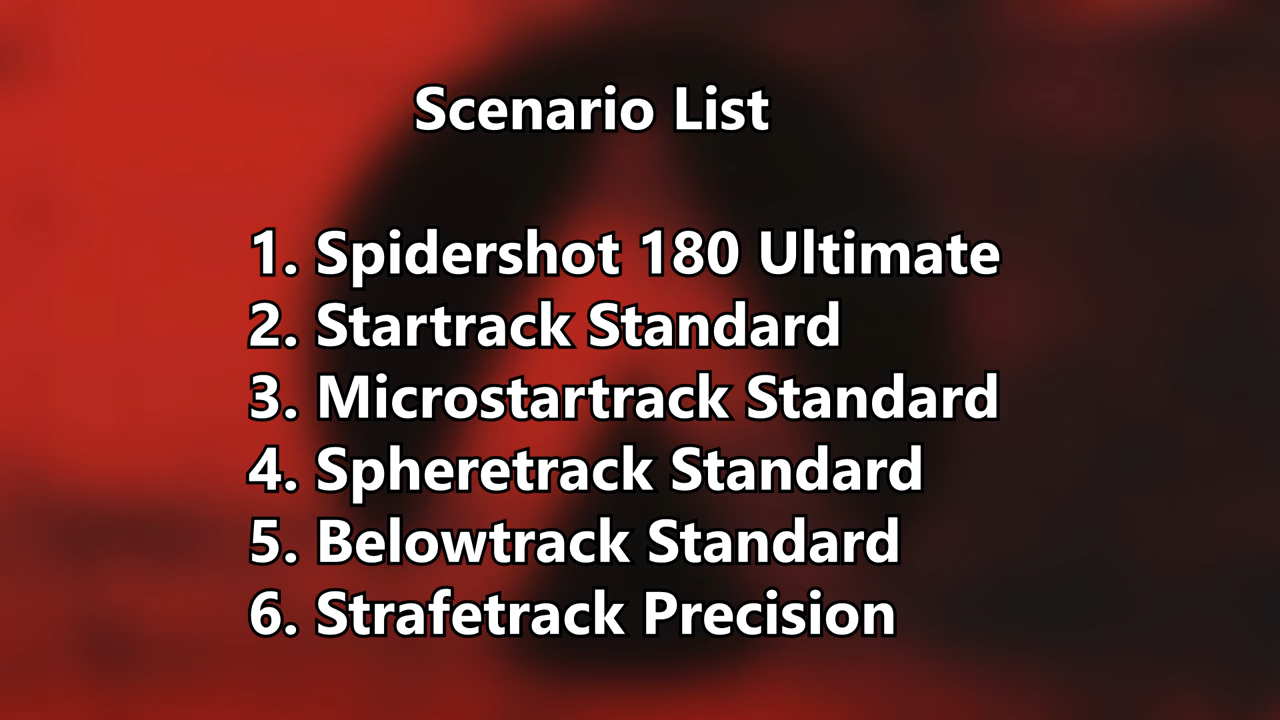 Scenario List
1. Spidershot 180 Ultimate
2. Startrack Standard
3. Microstartrack Standard
4. Spheretrack Standard
5. Belowtrack Standard
6. Strafetrack Precision